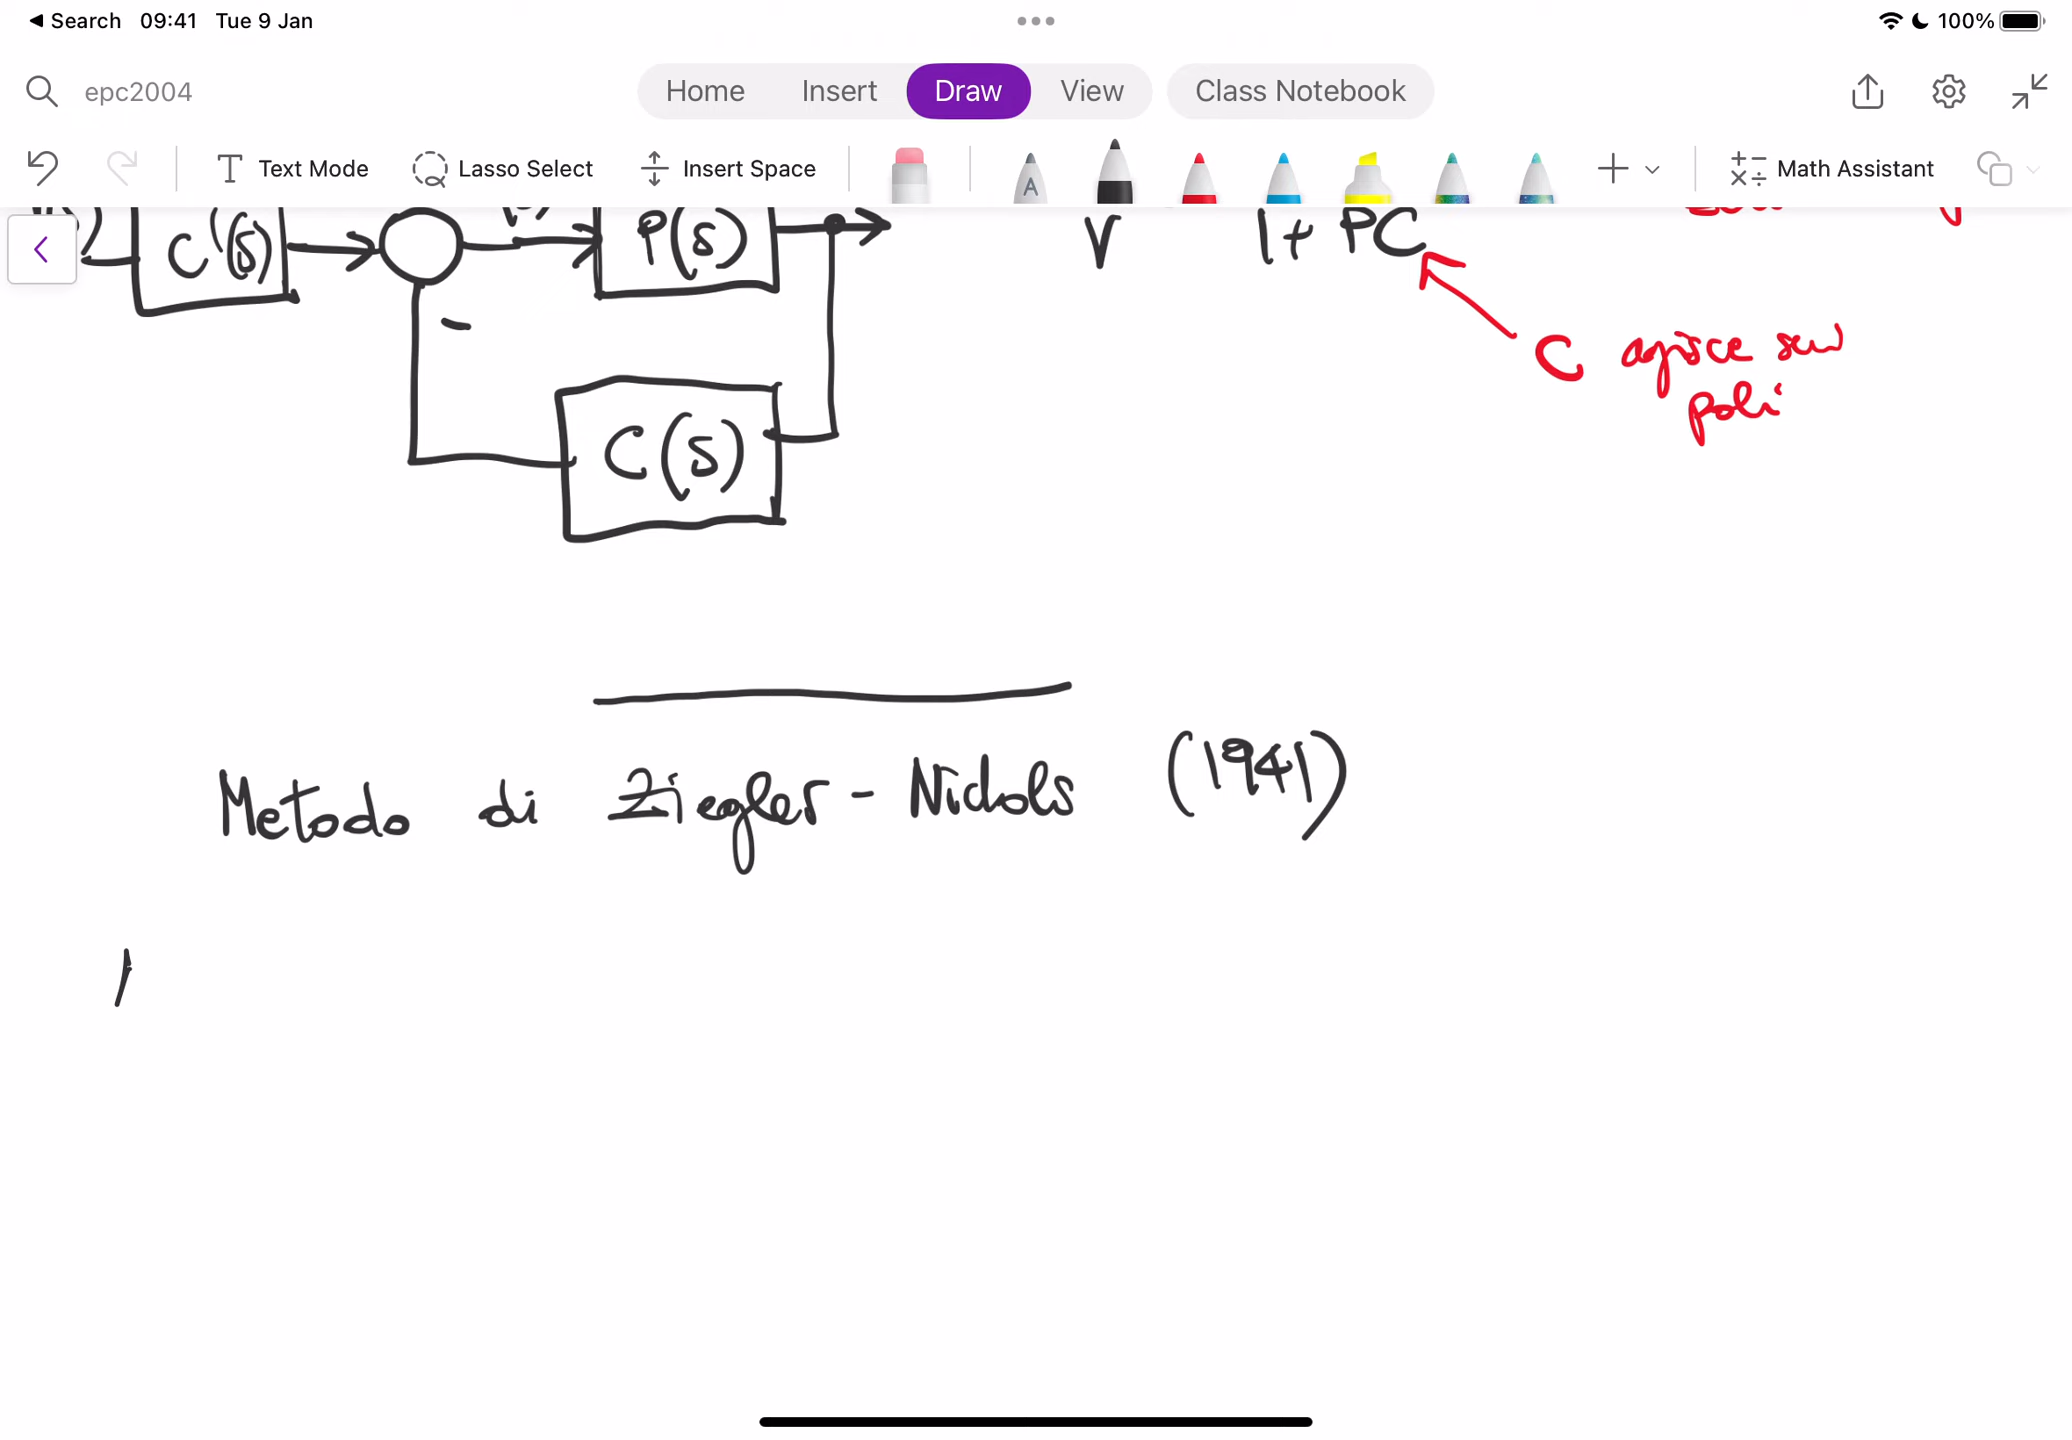 Search 09:41 Tue 9 Jan 100%
epc2004 Home Insert Draw View Class Notebook
Text Mode Lasso Select Insert Space A Math Assistant
C'(s) P(s) V 1 + PC
-
C agisce sui
poli
C(s)
Metodo di Ziegler - Nichols (1941)